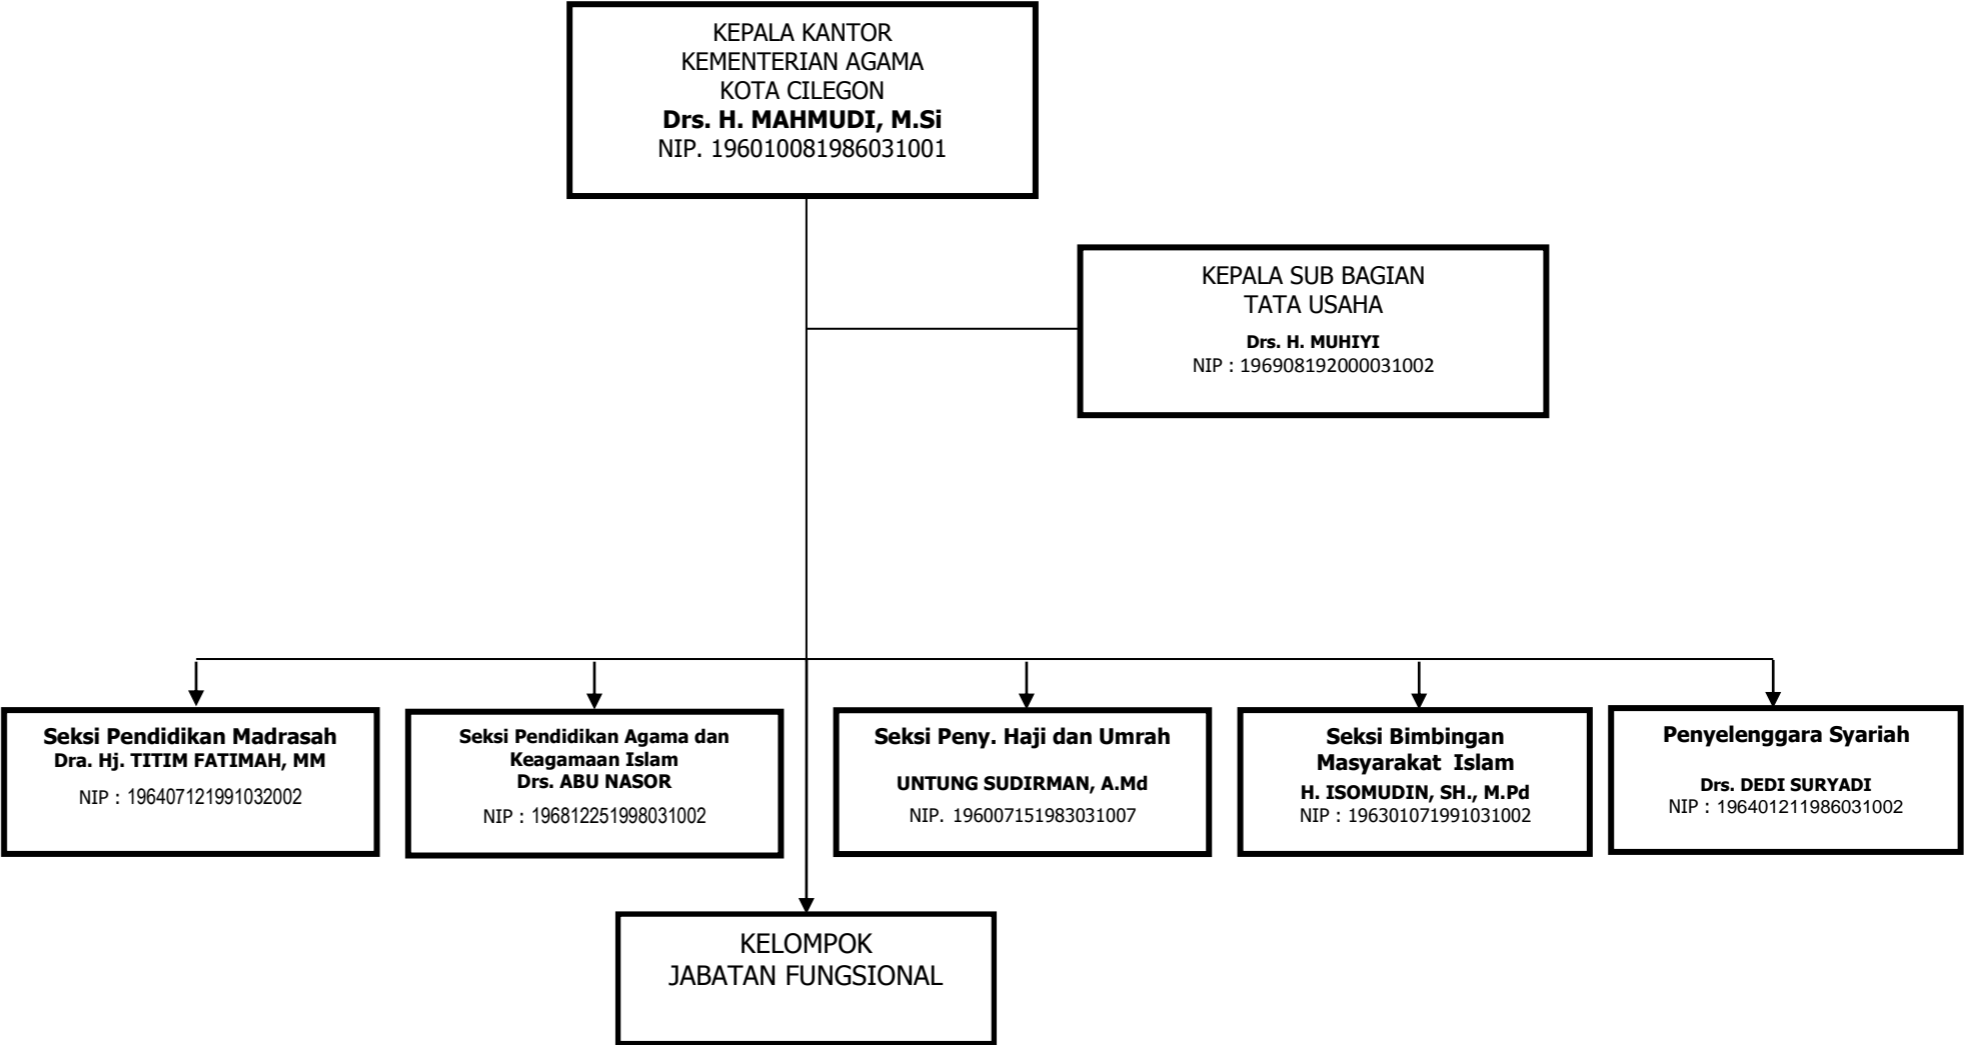 KEPALA KANTOR
KEMENTERIAN AGAMA
KOTA CILEGON
Drs. H. MAHMUDI, M.Si
NIP. 196010081986031001
KEPALA SUB BAGIAN
TATA USAHA
Drs. H. MUHIYI
NIP : 196908192000031002
Seksi Pendidikan Madrasah
Dra. Hj. TITIM FATIMAH, MM
NIP : 196407121991032002
Seksi Pendidikan Agama dan
Keagamaan Islam
Drs. ABU NASOR
NIP : 196812251998031002
Seksi Peny. Haji dan Umrah
UNTUNG SUDIRMAN, A.Md
NIP. 196007151983031007
Seksi Bimbingan
Masyarakat Islam
H. ISOMUDIN, SH., M.Pd
NIP : 196301071991031002
Penyelenggara Syariah
Drs. DEDI SURYADI
NIP : 196401211986031002
KELOMPOK
JABATAN FUNGSIONAL